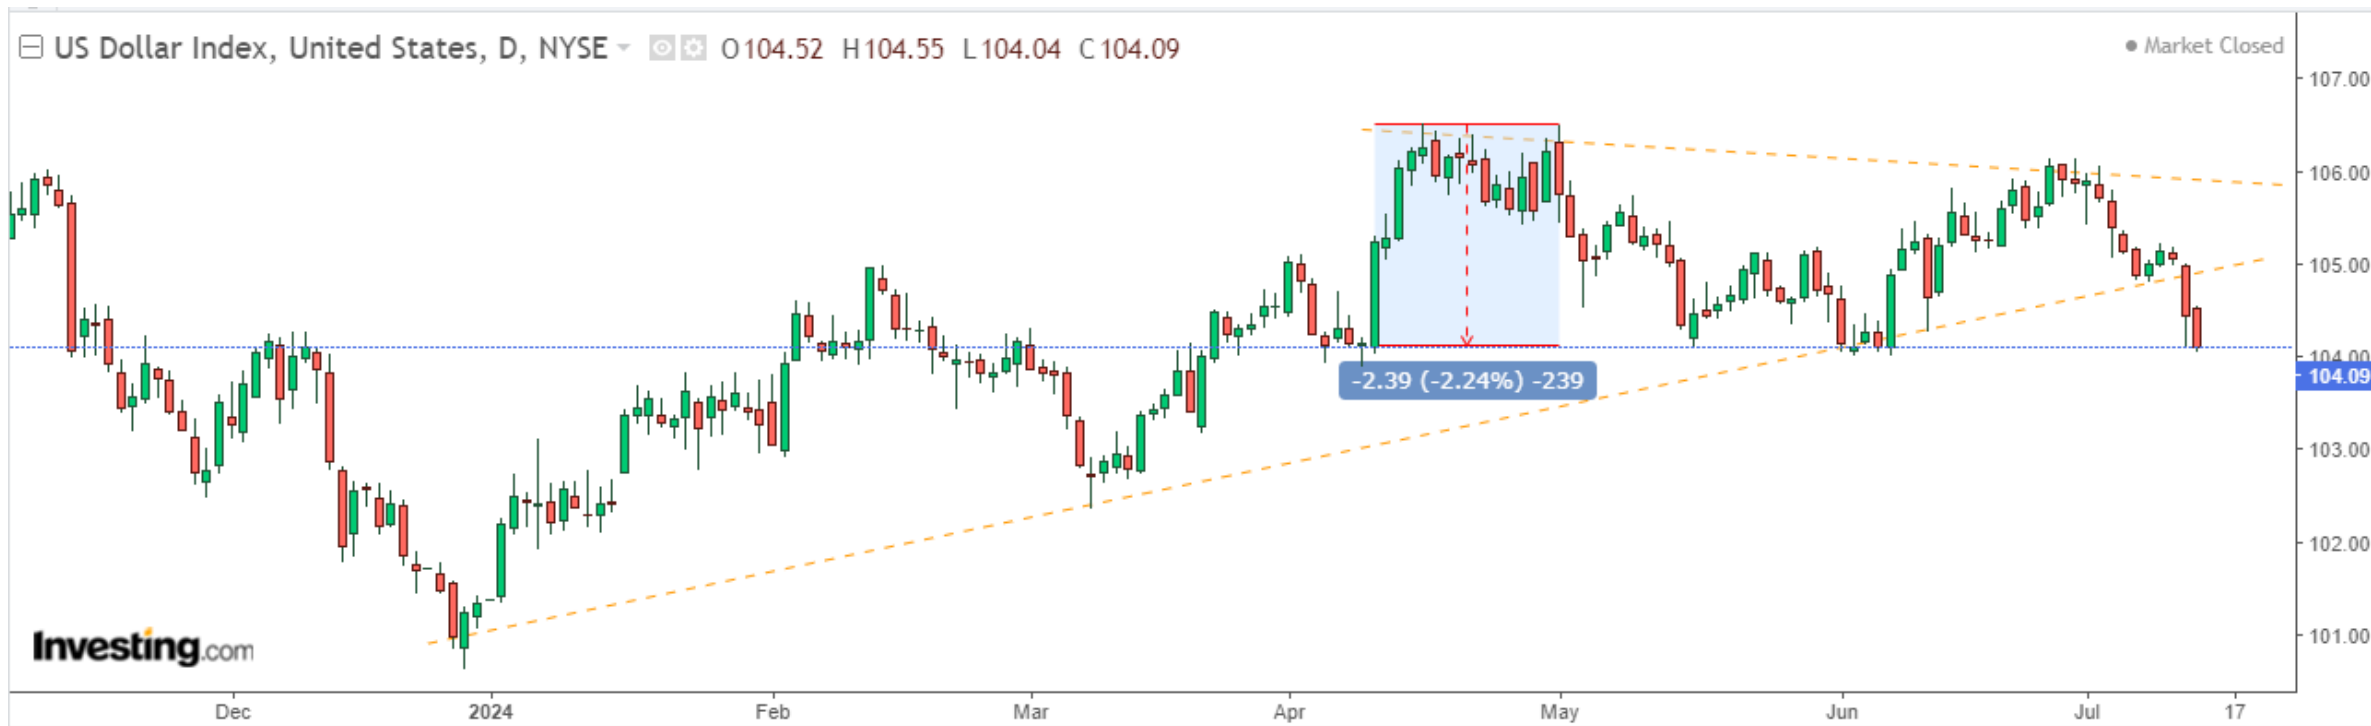 US Dollar Index, United States, D, NYSE O104.52 H104.55 L104.04 C104.09
Market Closed
107.00
106.00
105.00
104.00
104.09
103.00
102.00
101.00
-2.39 (-2.24%) -239
Investing.com
Dec 2024 Feb Mar Apr May Jun Jul 17